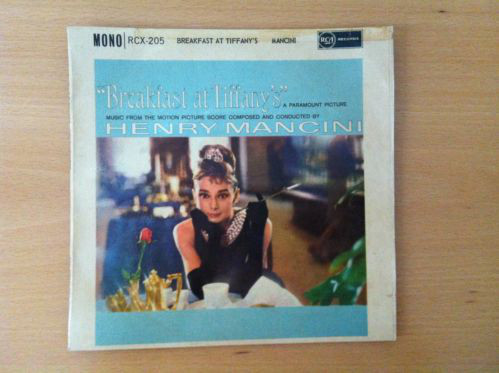 MONO RCX-205 BREAKFAST AT TIFFANY'S MANCINI RCA RECORDS
"Breakfast at Tiffany's" A PARAMOUNT PICTURE
MUSIC FROM THE MOTION PICTURE SCORE COMPOSED AND CONDUCTED BY
HENRY MANCINI